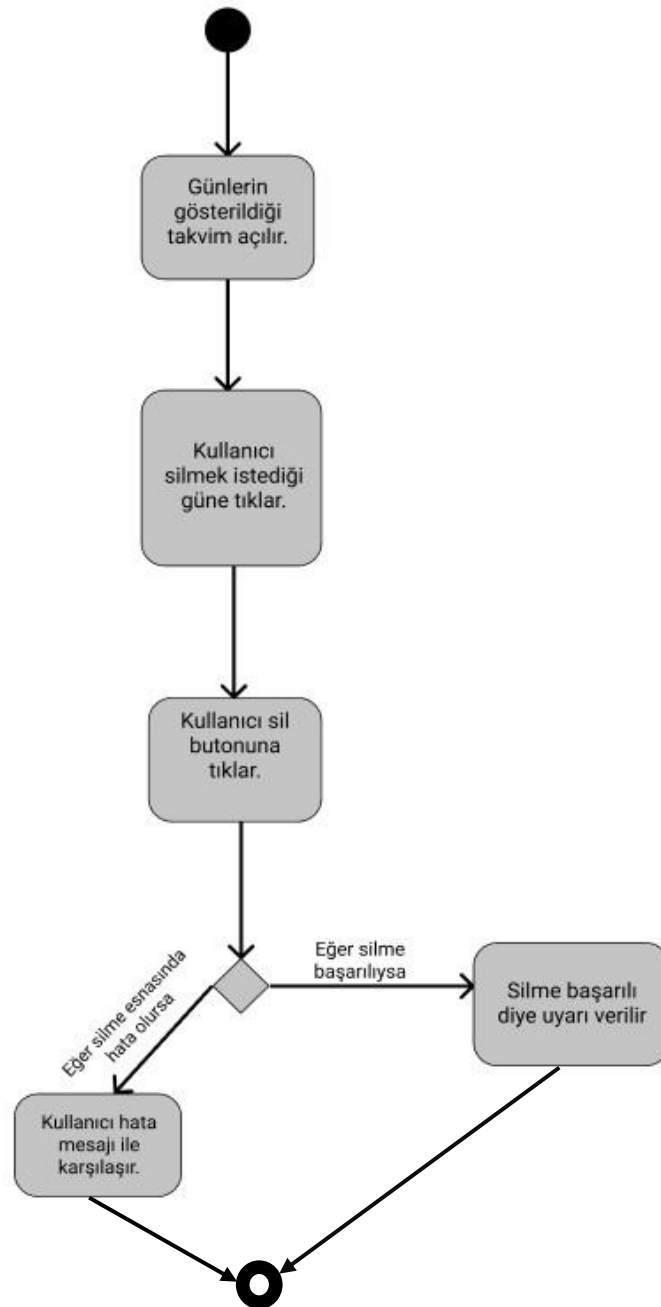 Günlerin
gösterildiği
takvim açılır.
Kullanıcı
silmek istediği
güne tıklar.
Kullanıcı sil
butonuna
tıklar.
Eğer silme esnasında
hata olursa
Eğer silme
başarılıysa
Silme başarılı
diye uyarı verilir
Kullanıcı hata
mesajı ile
karşılaşır.